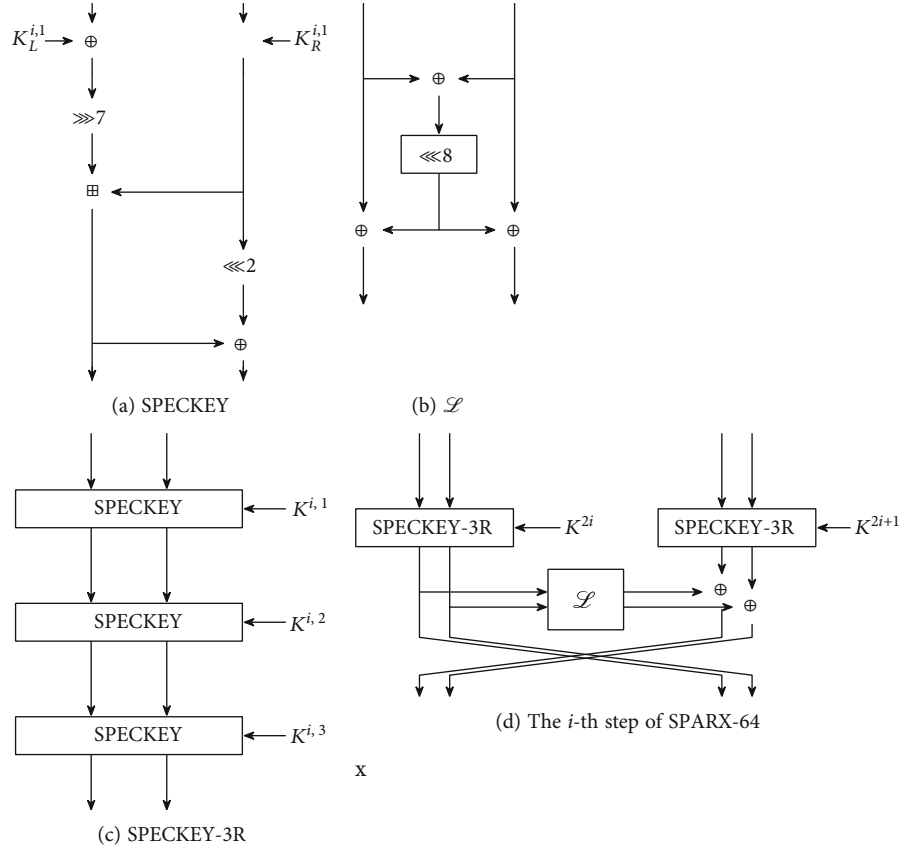 K_L^{i,1} ⊕ K_R^{i,1}
⋙7
⊞
⋘2
⊕
(a) SPECKEY
⊕
⋘8
⊕ ⊕
(b) ℒ
SPECKEY K^{i, 1}
SPECKEY K^{i, 2}
SPECKEY K^{i, 3}
(c) SPECKEY-3R
SPECKEY-3R K^{2i} SPECKEY-3R K^{2i+1}
ℒ ⊕
⊕
(d) The i-th step of SPARX-64
x